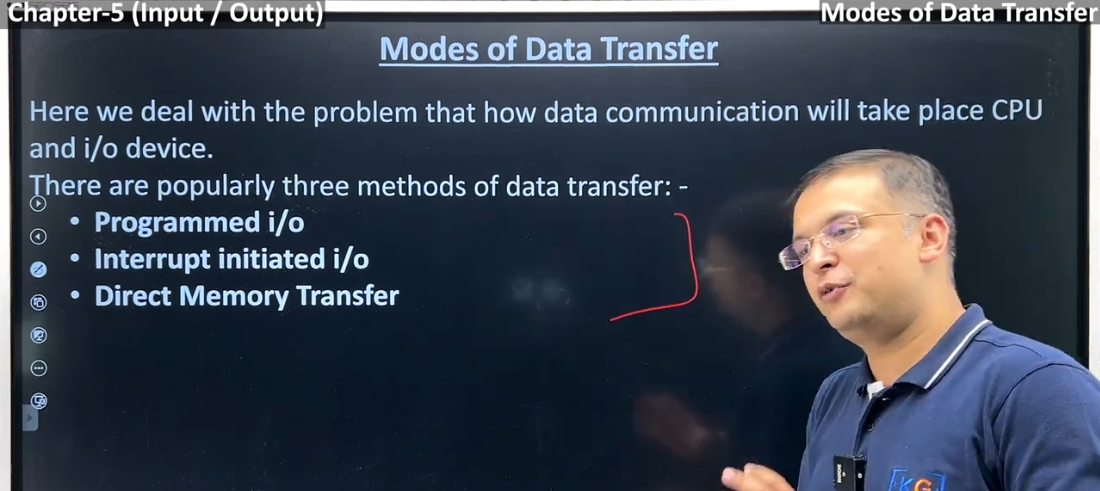 Chapter-5 (Input / Output)
Modes of Data Transfer
Modes of Data Transfer
Here we deal with the problem that how data communication will take place CPU
and i/o device.
There are popularly three methods of data transfer: -
• Programmed i/o
• Interrupt initiated i/o
• Direct Memory Transfer
KG